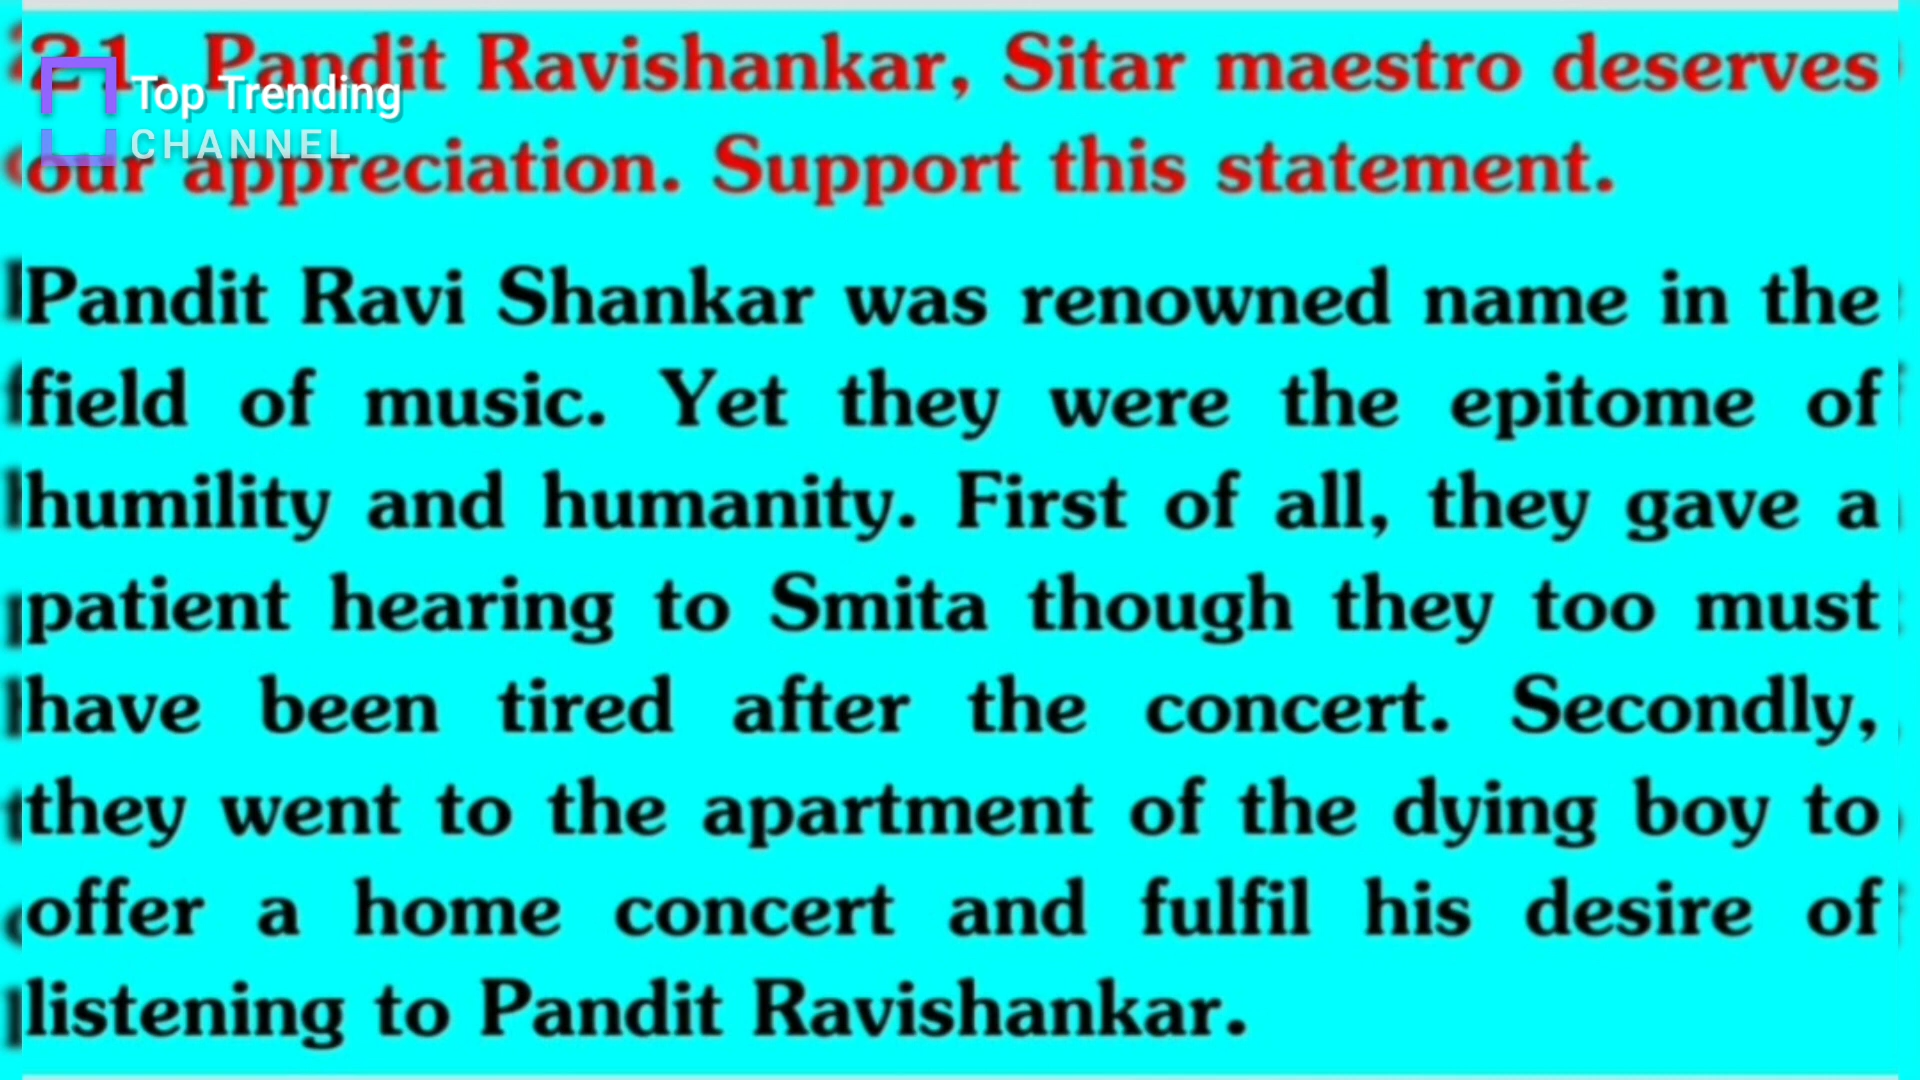 21. Pandit Ravishankar, Sitar maestro deserves
Top Trending
CHANNEL
our appreciation. Support this statement.
Pandit Ravi Shankar was renowned name in the
field of music. Yet they were the epitome of
humility and humanity. First of all, they gave a
patient hearing to Smita though they too must
have been tired after the concert. Secondly,
they went to the apartment of the dying boy to
offer a home concert and fulfil his desire of
listening to Pandit Ravishankar.